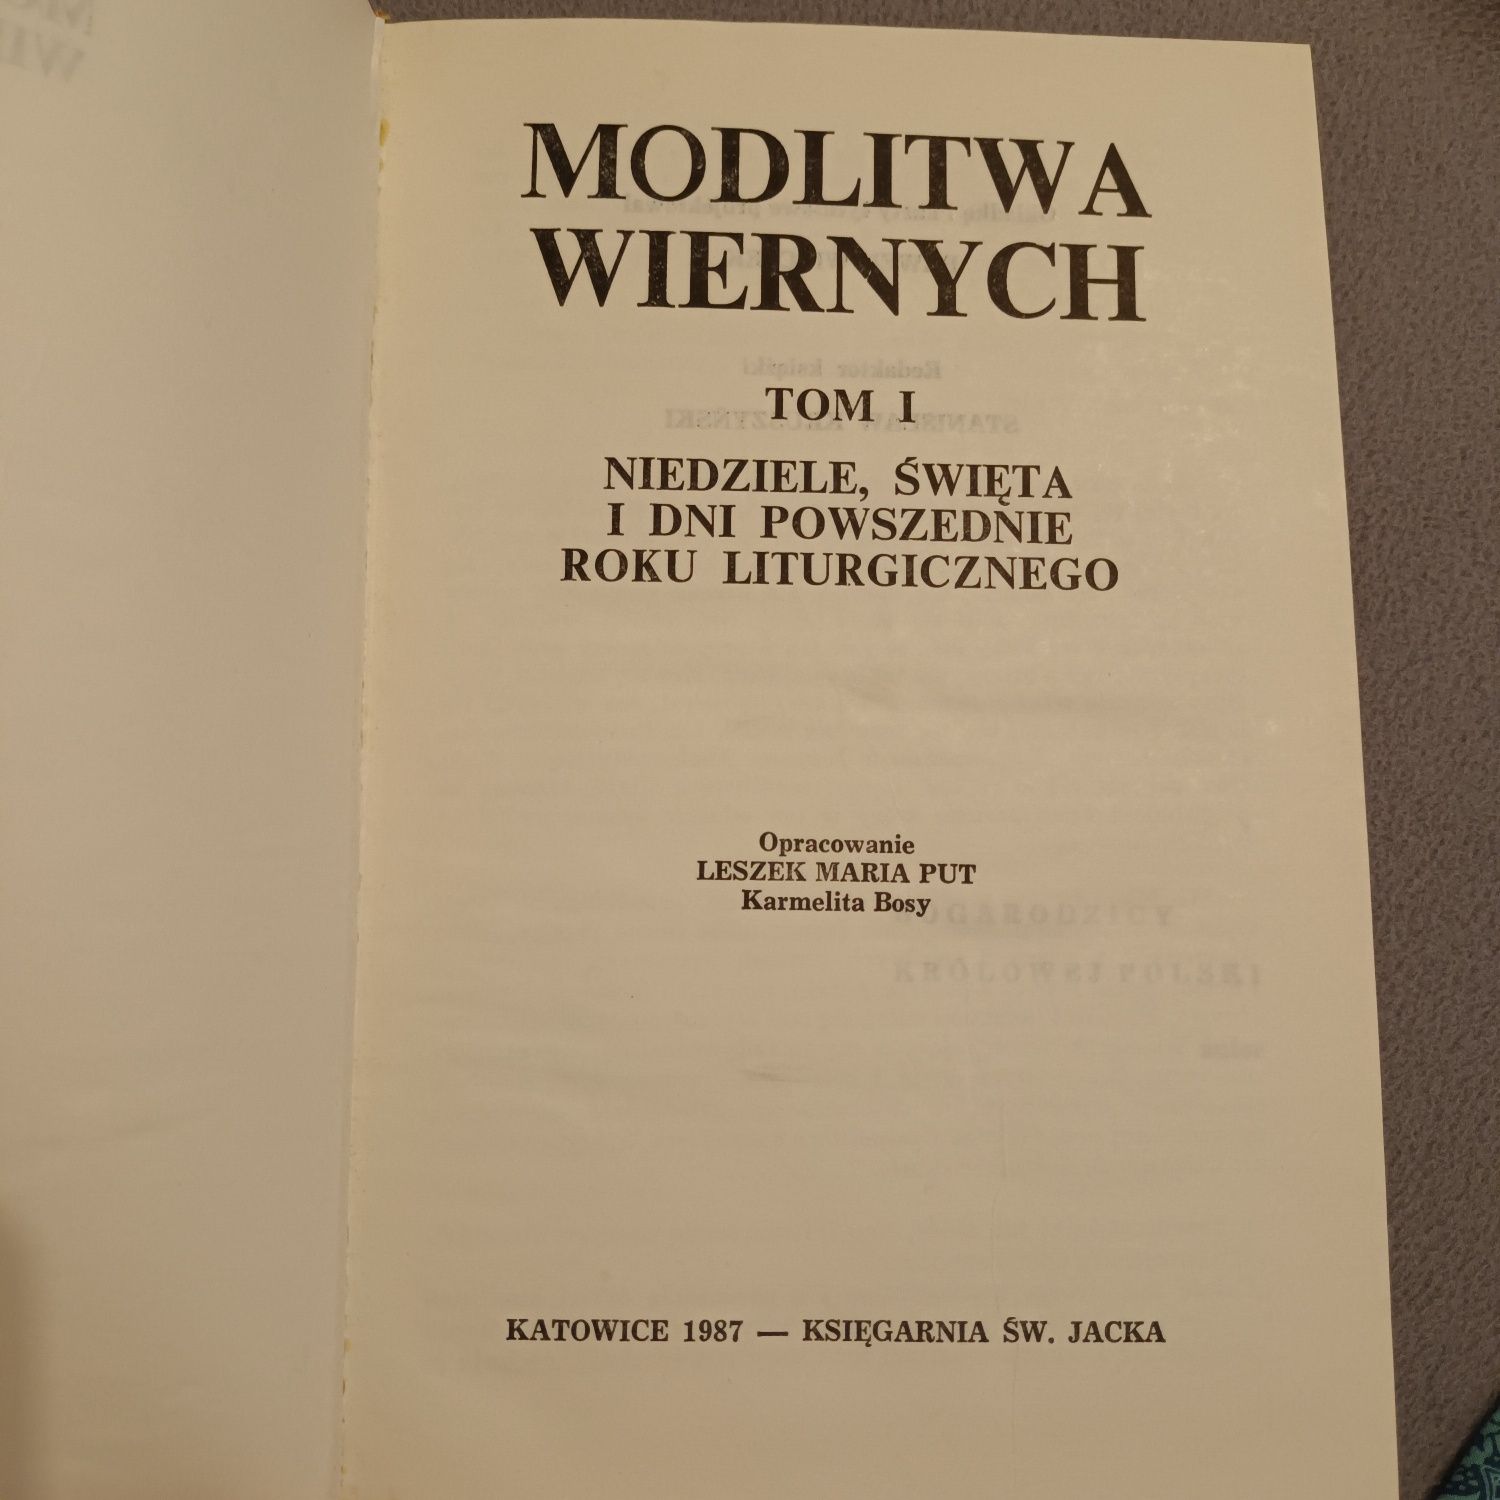 MODLITWA
WIERNYCH
TOM I
NIEDZIELE, ŚWIĘTA
I DNI POWSZEDNIE
ROKU LITURGICZNEGO
Opracowanie
LESZEK MARIA PUT
Karmelita Bosy
KATOWICE 1987 — KSIĘGARNIA ŚW. JACKA